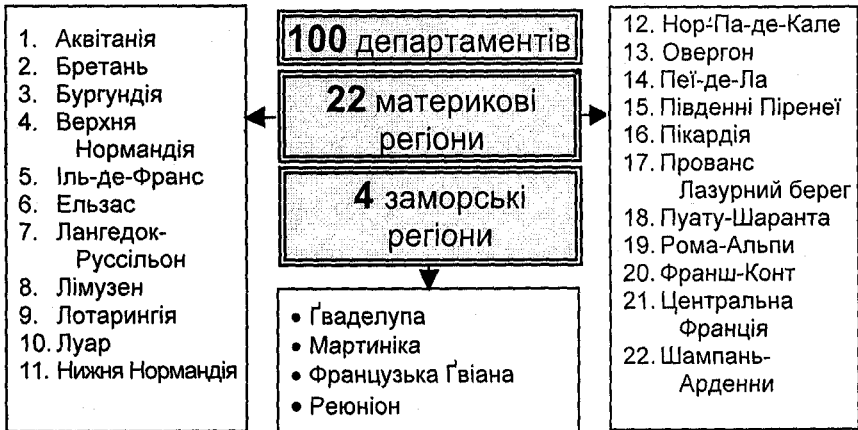 1. Аквітанія
2. Бретань
3. Бургундія
4. Верхня
Нормандія
5. Іль-де-Франс
6. Ельзас
7. Лангедок-
Руссільон
8. Лімузен
9. Лотарингія
10. Луар
11. Нижня Нормандія
100 департаментів
22 материкові
регіони
4 заморські
регіони
• Ґваделупа
• Мартиніка
• Французька Ґвіана
• Реюніон
12. Нор-Па-де-Кале
13. Овергон
14. Пеї-де-Ла
15. Південні Піренеї
16. Пікардія
17. Прованс
Лазурний берег
18. Пуату-Шаранта
19. Рома-Альпи
20. Франш-Конт
21. Центральна
Франція
22. Шампань-
Арденни